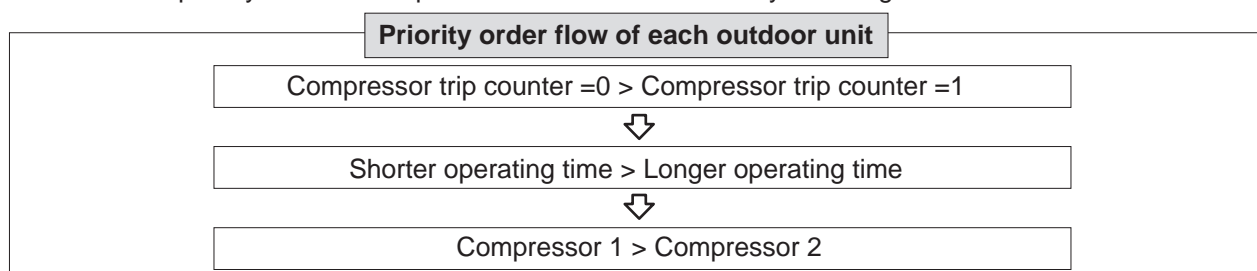 Priority order flow of each outdoor unit
Compressor trip counter =0 > Compressor trip counter =1
Shorter operating time > Longer operating time
Compressor 1 > Compressor 2